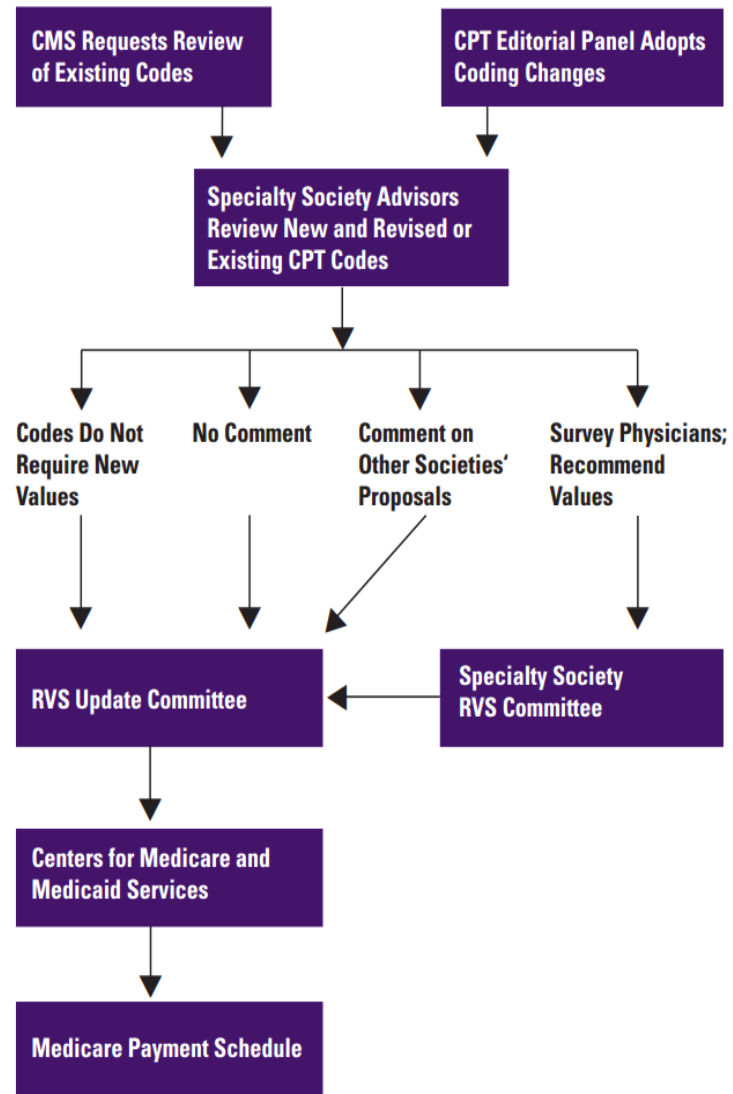 CMS Requests Review
of Existing Codes
CPT Editorial Panel Adopts
Coding Changes
Specialty Society Advisors
Review New and Revised or
Existing CPT Codes
Codes Do Not
Require New
Values
No Comment
Comment on
Other Societies‘
Proposals
Survey Physicians;
Recommend
Values
RVS Update Committee
Specialty Society
RVS Committee
Centers for Medicare and
Medicaid Services
Medicare Payment Schedule